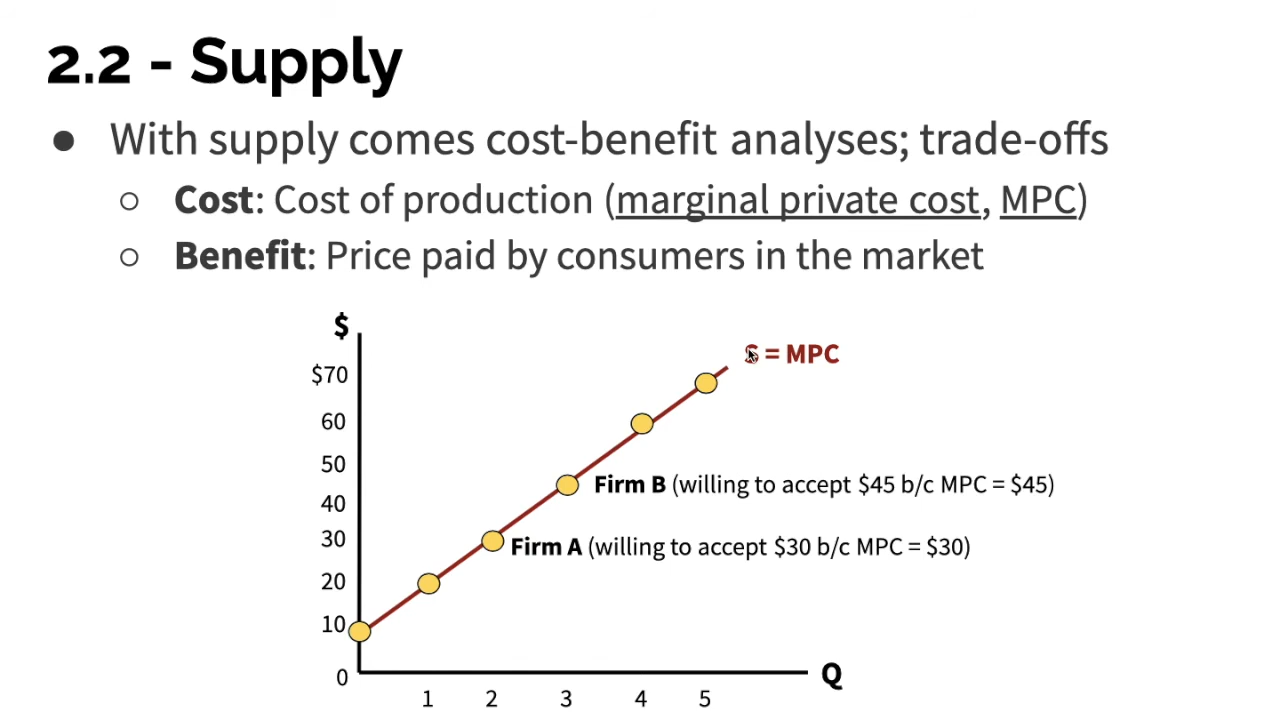 2.2 - Supply
● With supply comes cost-benefit analyses; trade-offs
○ Cost: Cost of production (marginal private cost, MPC)
○ Benefit: Price paid by consumers in the market
$
S = MPC
$70
60
50
Firm B (willing to accept $45 b/c MPC = $45)
40
30
Firm A (willing to accept $30 b/c MPC = $30)
20
10
0
Q
1 2 3 4 5